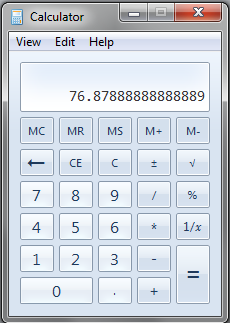 Calculator
View Edit Help
76.87888888888889
MC MR MS M+ M-
← CE C ± √
7 8 9 / %
4 5 6 * 1/x
1 2 3 - =
0 . +